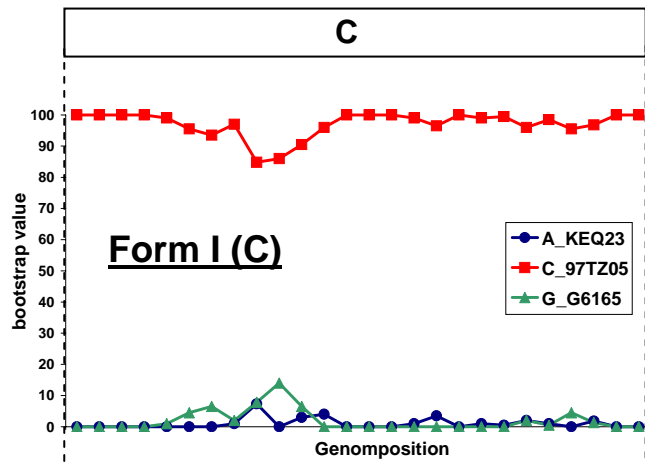 C
100
90
80
70
60
50
40
30
20
10
0
bootstrap value
Form I (C)
A_KEQ23
C_97TZ05
G_G6165
Genomposition